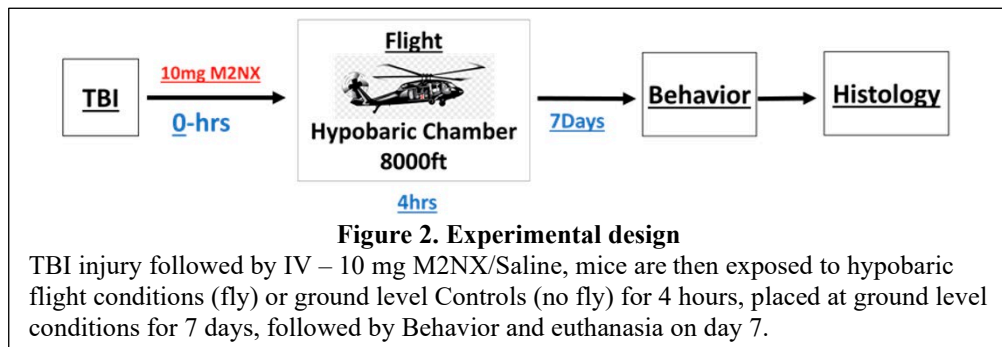 Flight
10mg M2NX
TBI
0-hrs
Hypobaric Chamber
8000ft
4hrs
7Days
Behavior
Histology
Figure 2. Experimental design
TBI injury followed by IV – 10 mg M2NX/Saline, mice are then exposed to hypobaric
flight conditions (fly) or ground level Controls (no fly) for 4 hours, placed at ground level
conditions for 7 days, followed by Behavior and euthanasia on day 7.